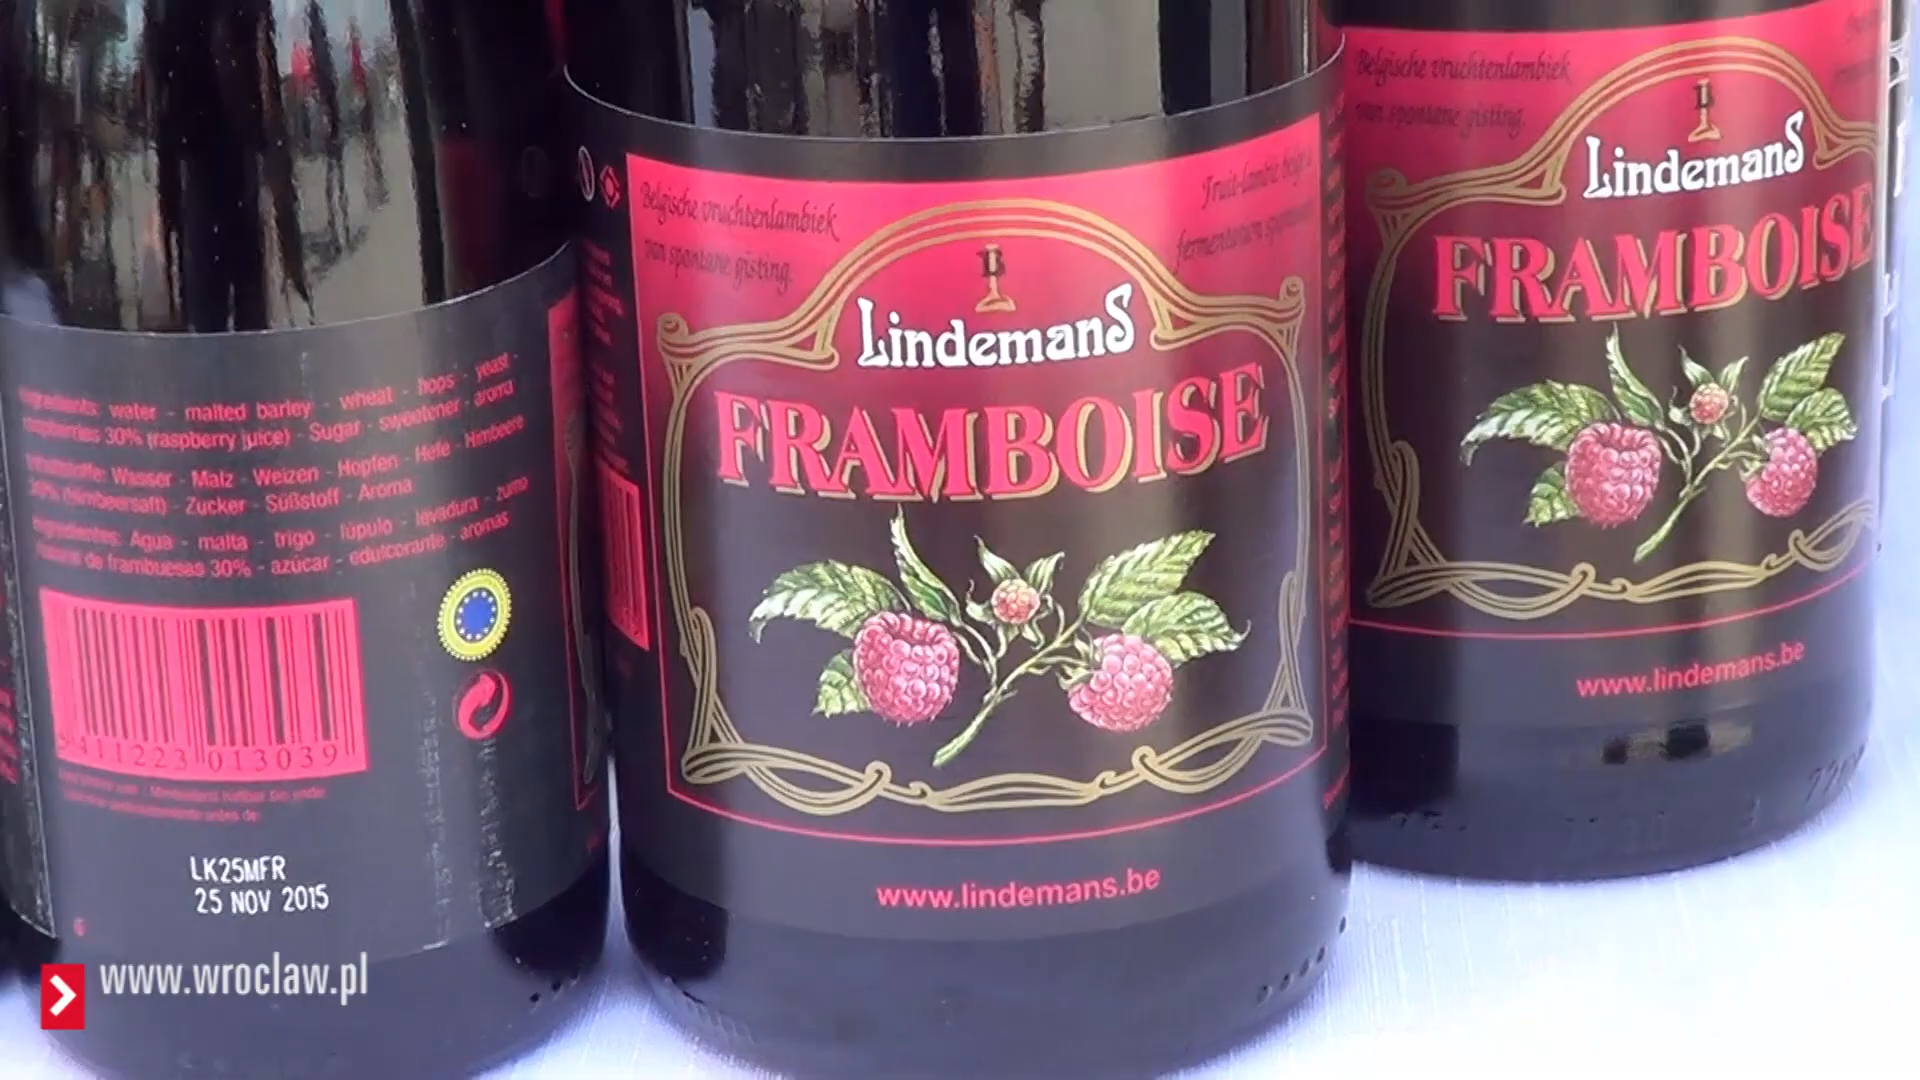 Ingredients: water - malted barley - wheat - hops - yeast -
raspberries 30% (raspberry juice) - Sugar - sweetener - aroma
Wasser - Malz - Weizen - Hopfen - Hefe - Himbeere
30% (Himbeersaft) - Zucker - Süßstoff - Aroma
Ingredientes: Agua - malta - trigo - lúpulo - levadura - zumo
de frambuesas 30% - azúcar - edulcorante - aromas
5411223 013039
LK25MFR
25 NOV 2015
Belgische vruchtenlambiek
van spontane gisting.
Fruit-lambic belge à
fermentation
Lindemans
FRAMBOISE
www.lindemans.be
Belgische vruchtenlambiek
van spontane gisting.
Lindemans
FRAMBOISE
www.lindemans.be
www.wroclaw.pl